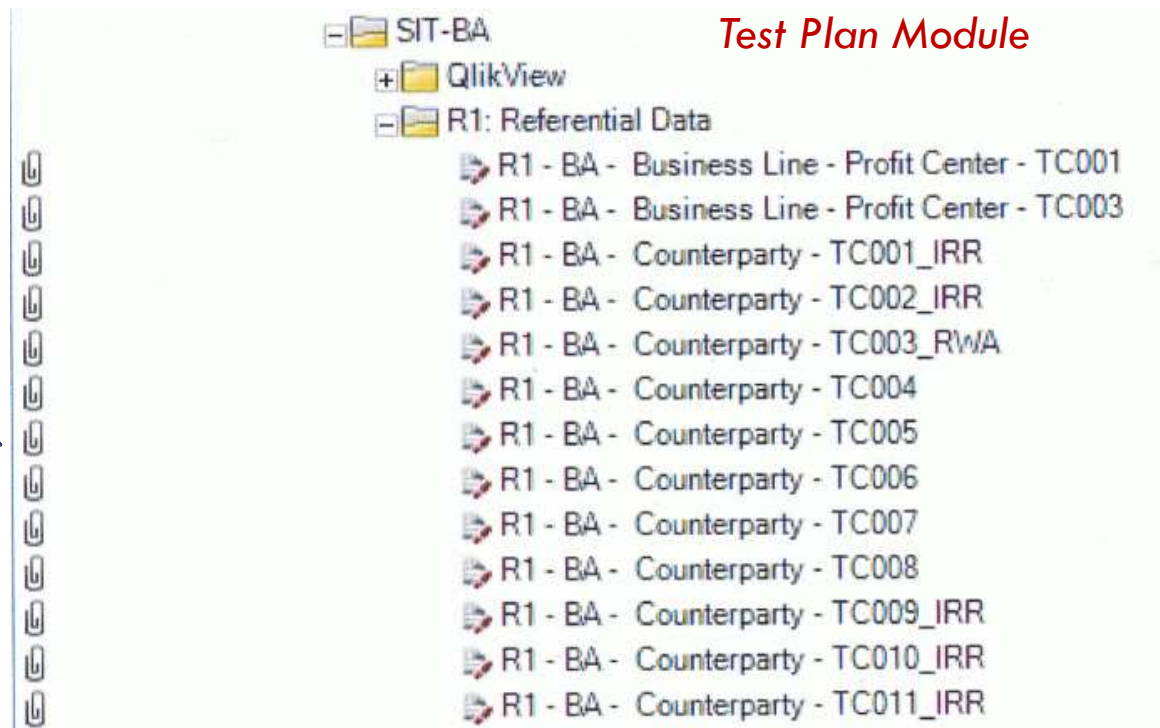 SIT-BA
Test Plan Module
QlikView
R1: Referential Data
R1 - BA - Business Line - Profit Center - TC001
R1 - BA - Business Line - Profit Center - TC003
R1 - BA - Counterparty - TC001_IRR
R1 - BA - Counterparty - TC002_IRR
R1 - BA - Counterparty - TC003_RWA
R1 - BA - Counterparty - TC004
R1 - BA - Counterparty - TC005
R1 - BA - Counterparty - TC006
R1 - BA - Counterparty - TC007
R1 - BA - Counterparty - TC008
R1 - BA - Counterparty - TC009_IRR
R1 - BA - Counterparty - TC010_IRR
R1 - BA - Counterparty - TC011_IRR